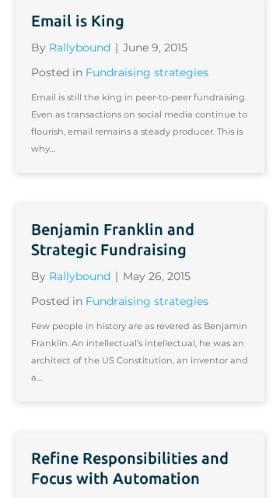 Email is King
By Rallybound | June 9, 2015
Posted in Fundraising strategies
Email is still the king in peer-to-peer fundraising.
Even as transactions on social media continue to
flourish, email remains a steady producer. This is
why...
Benjamin Franklin and
Strategic Fundraising
By Rallybound | May 26, 2015
Posted in Fundraising strategies
Few people in history are as revered as Benjamin
Franklin. An intellectual's intellectual, he was an
architect of the US Constitution, an inventor and
a...
Refine Responsibilities and
Focus with Automation